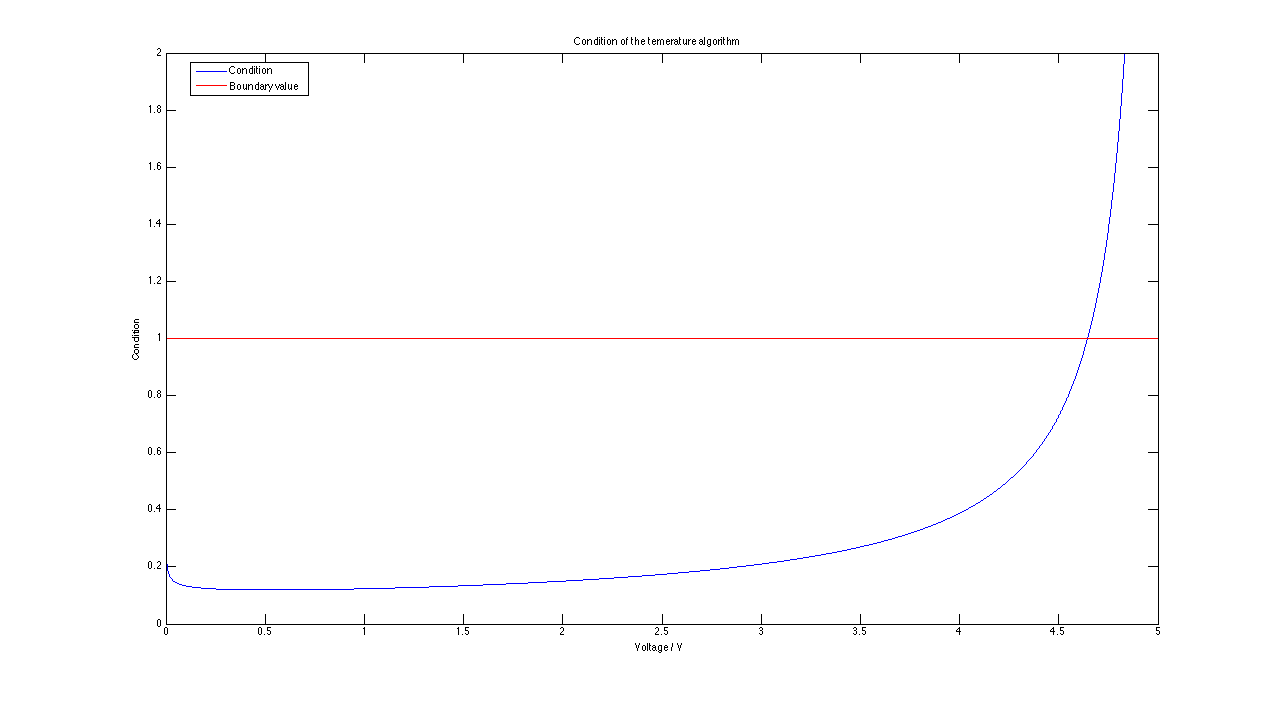 Condition of the temerature algorithm
Condition
Boundary value
2
1.8
1.6
1.4
1.2
1
0.8
0.6
0.4
0.2
0
Condition
0 0.5 1 1.5 2 2.5 3 3.5 4 4.5 5
Voltage / V